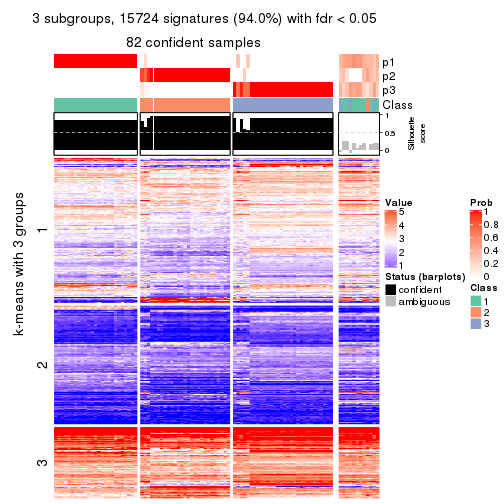 3 subgroups, 15724 signatures (94.0%) with fdr < 0.05
82 confident samples
p1
p2
p3
Class
1
0.5
0
Silhouette
score
k-means with 3 groups
1
2
3
Value
5
4
3
2
1
Status (barplots)
confident
ambiguous
Prob
1
0.8
0.6
0.4
0.2
0
Class
1
2
3